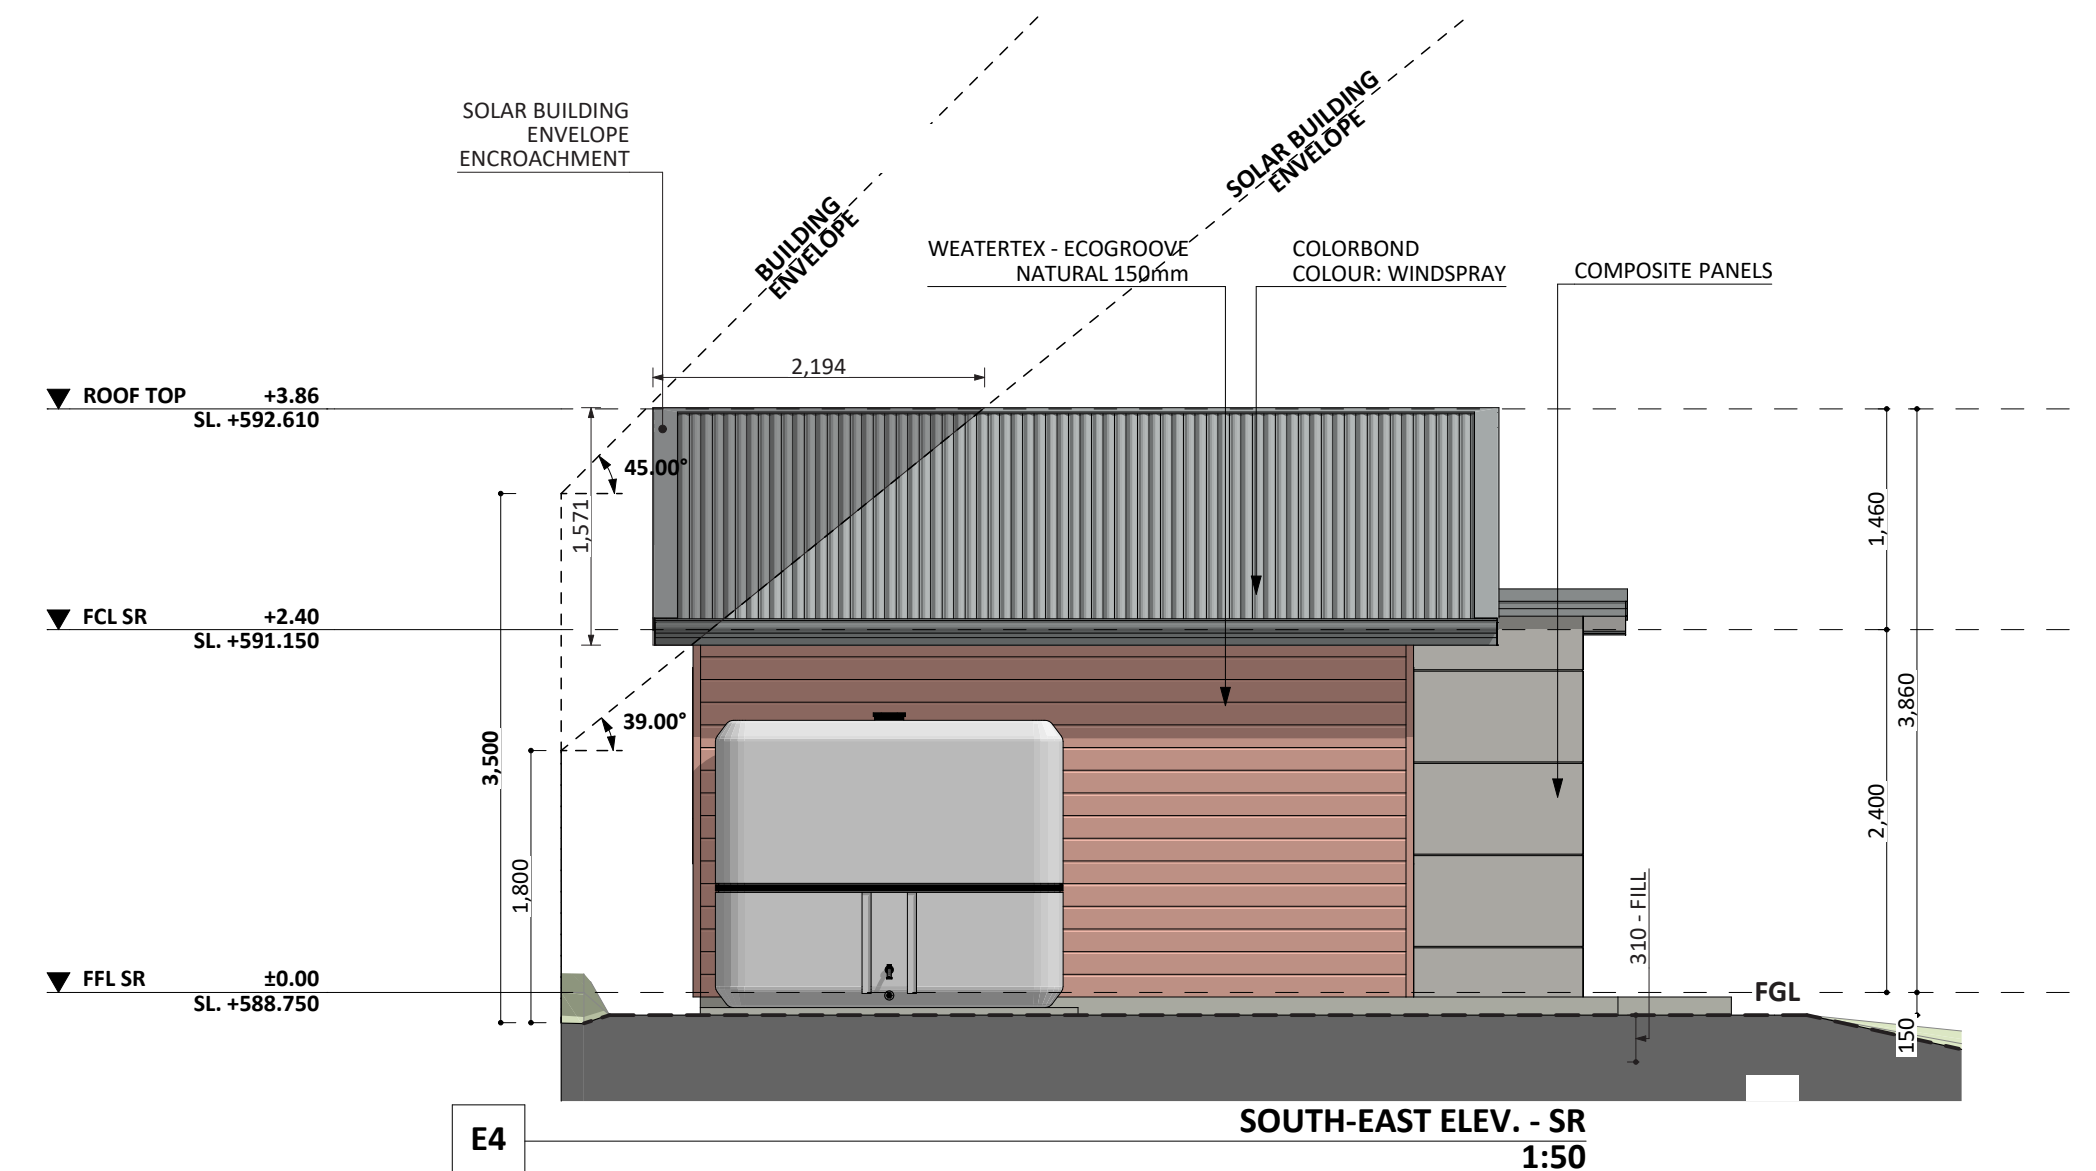 SOLAR BUILDING
ENVELOPE
ENCROACHMENT
BUILDING
ENVELOPE
SOLAR BUILDING
ENVELOPE
WEATERTEX - ECOGROOVE
NATURAL 150mm
COLORBOND
COLOUR: WINDSPRAY
COMPOSITE PANELS
2,194
ROOF TOP +3.86
SL. +592.610
45.00°
1,571
1,460
FCL SR +2.40
SL. +591.150
39.00°
3,500
3,860
2,400
1,800
310 - FILL
FFL SR ±0.00
SL. +588.750
FGL
150
E4
SOUTH-EAST ELEV. - SR
1:50